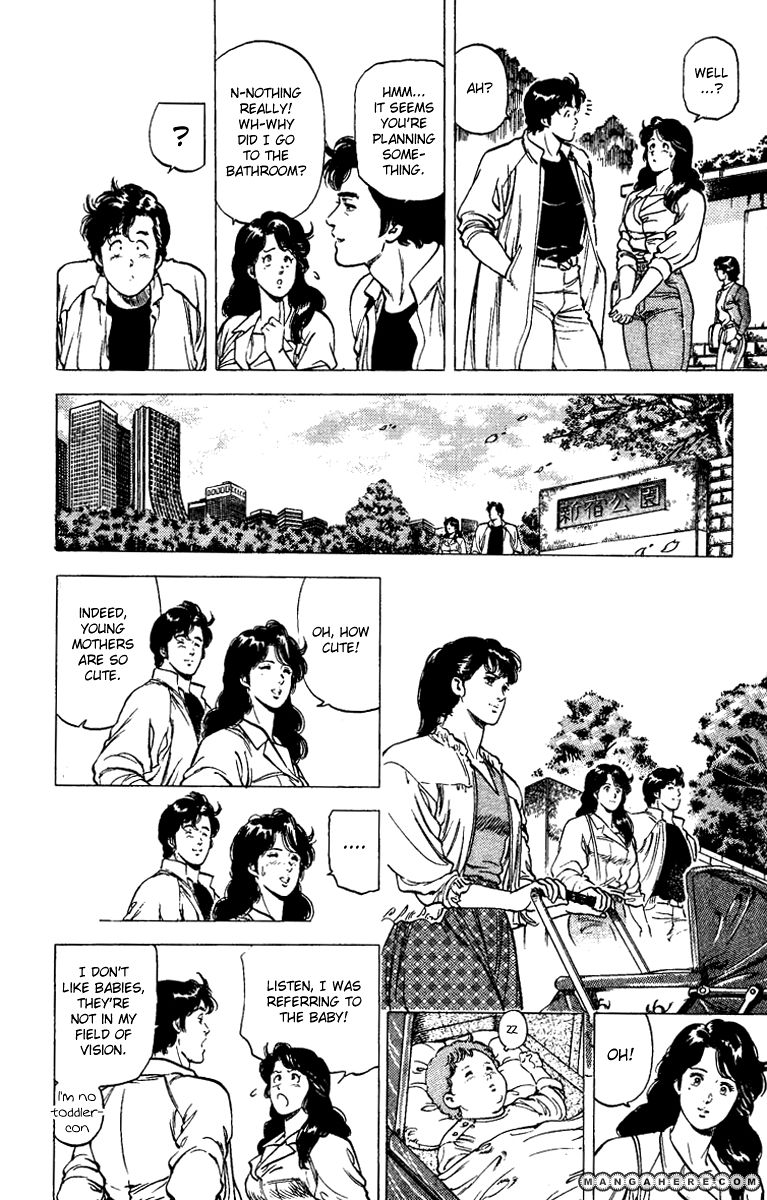 WELL
...?
AH?
HMM...
IT SEEMS
YOU'RE
PLANNING
SOME-
THING.
N-NOTHING
REALLY!
WH-WHY
DID I GO
TO THE
BATHROOM?
?
新宿公園
OH, HOW
CUTE!
INDEED,
YOUNG
MOTHERS
ARE SO
CUTE.
....
OH!
ZZ
LISTEN, I WAS
REFERRING TO
THE BABY!
I DON'T
LIKE BABIES,
THEY'RE
NOT IN MY
FIELD OF
VISION.
I'm no
toddler-
con
MANGAHERE.COM